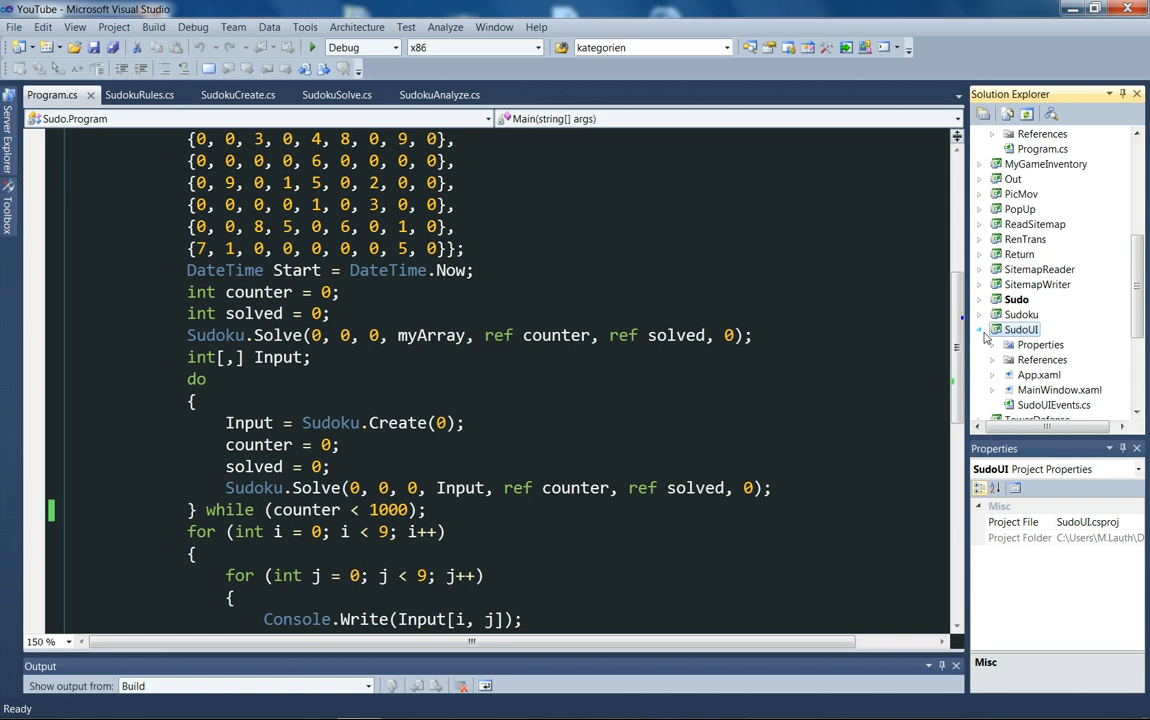 YouTube - Microsoft Visual Studio
File Edit View Project Build Debug Team Data Tools Architecture Test Analyze Window Help
Debug x86 kategorien
Program.cs SudokuRules.cs SudokuCreate.cs SudokuSolve.cs SudokuAnalyze.cs
Sudo.Program Main(string[] args)
{0, 0, 3, 0, 4, 8, 0, 9, 0},
{0, 0, 0, 0, 6, 0, 0, 0, 0},
{0, 9, 0, 1, 5, 0, 2, 0, 0},
{0, 0, 0, 0, 1, 0, 3, 0, 0},
{0, 0, 8, 5, 0, 6, 0, 1, 0},
{7, 1, 0, 0, 0, 0, 0, 5, 0}};
DateTime Start = DateTime.Now;
int counter = 0;
int solved = 0;
Sudoku.Solve(0, 0, 0, myArray, ref counter, ref solved, 0);
int[,] Input;
do
{
Input = Sudoku.Create(0);
counter = 0;
solved = 0;
Sudoku.Solve(0, 0, 0, Input, ref counter, ref solved, 0);
} while (counter < 1000);
for (int i = 0; i < 9; i++)
{
for (int j = 0; j < 9; j++)
{
Console.Write(Input[i, j]);
150 %
Output
Show output from: Build
Ready
Server Explorer
Toolbox
Solution Explorer
References
Program.cs
MyGameInventory
Out
PicMov
PopUp
ReadSitemap
RenTrans
Return
SitemapReader
SitemapWriter
Sudo
Sudoku
SudoUI
Properties
References
App.xaml
MainWindow.xaml
SudoUIEvents.cs
TowerDefense
Properties
SudoUI Project Properties
Misc
Project File SudoUI.csproj
Project Folder C:\Users\M.Lauth\D
Misc